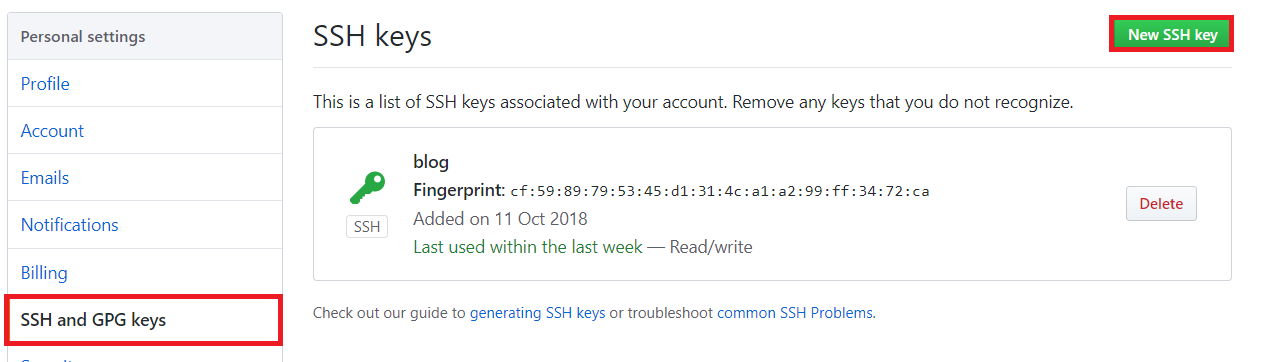 Personal settings
Profile
Account
Emails
Notifications
Billing
SSH and GPG keys
SSH keys
New SSH key
This is a list of SSH keys associated with your account. Remove any keys that you do not recognize.
blog
Fingerprint: cf:59:89:79:53:45:d1:31:4c:a1:a2:99:ff:34:72:ca
SSH
Added on 11 Oct 2018
Last used within the last week — Read/write
Delete
Check out our guide to generating SSH keys or troubleshoot common SSH Problems.